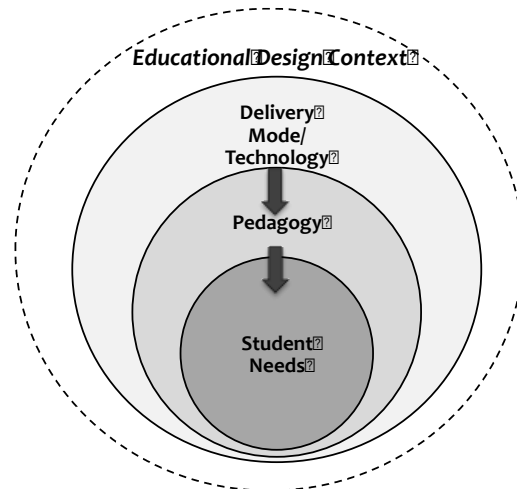 Educational Design Context
Delivery
Mode/
Technology
Pedagogy
Student
Needs